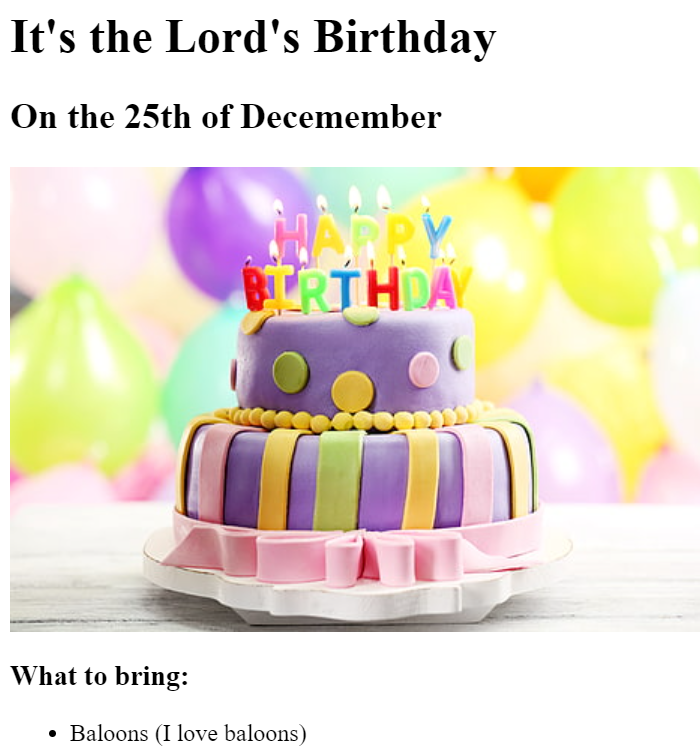 It's the Lord's Birthday
On the 25th of Decemember
HAPPY
BIRTHDAY
What to bring:
Baloons (I love baloons)